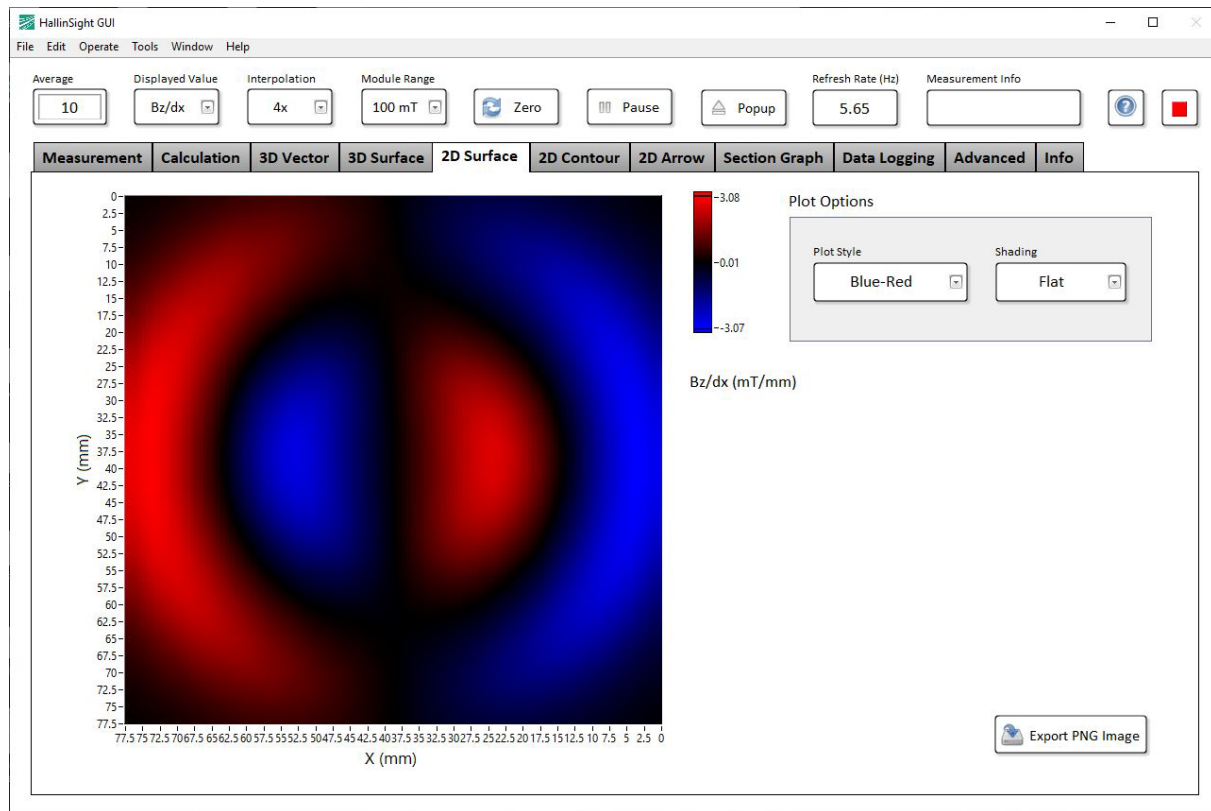 HallinSight GUI
File Edit Operate Tools Window Help
Average Displayed Value Interpolation Module Range Refresh Rate (Hz) Measurement Info
10 Bz/dx 4x 100 mT Zero Pause Popup 5.65
Measurement Calculation 3D Vector 3D Surface 2D Surface 2D Contour 2D Arrow Section Graph Data Logging Advanced Info
0
2.5
5
7.5
10
12.5
15
17.5
20
22.5
25
27.5
30
32.5
35
37.5
40
42.5
45
47.5
50
52.5
55
57.5
60
62.5
65
67.5
70
72.5
75
77.5
Y (mm)
77.5 75 72.5 70 67.5 65 62.5 60 57.5 55 52.5 50 47.5 45 42.5 40 37.5 35 32.5 30 27.5 25 22.5 20 17.5 15 12.5 10 7.5 5 2.5 0
X (mm)
3.08
0.01
-3.07
Bz/dx (mT/mm)
Plot Options
Plot Style Shading
Blue-Red Flat
Export PNG Image